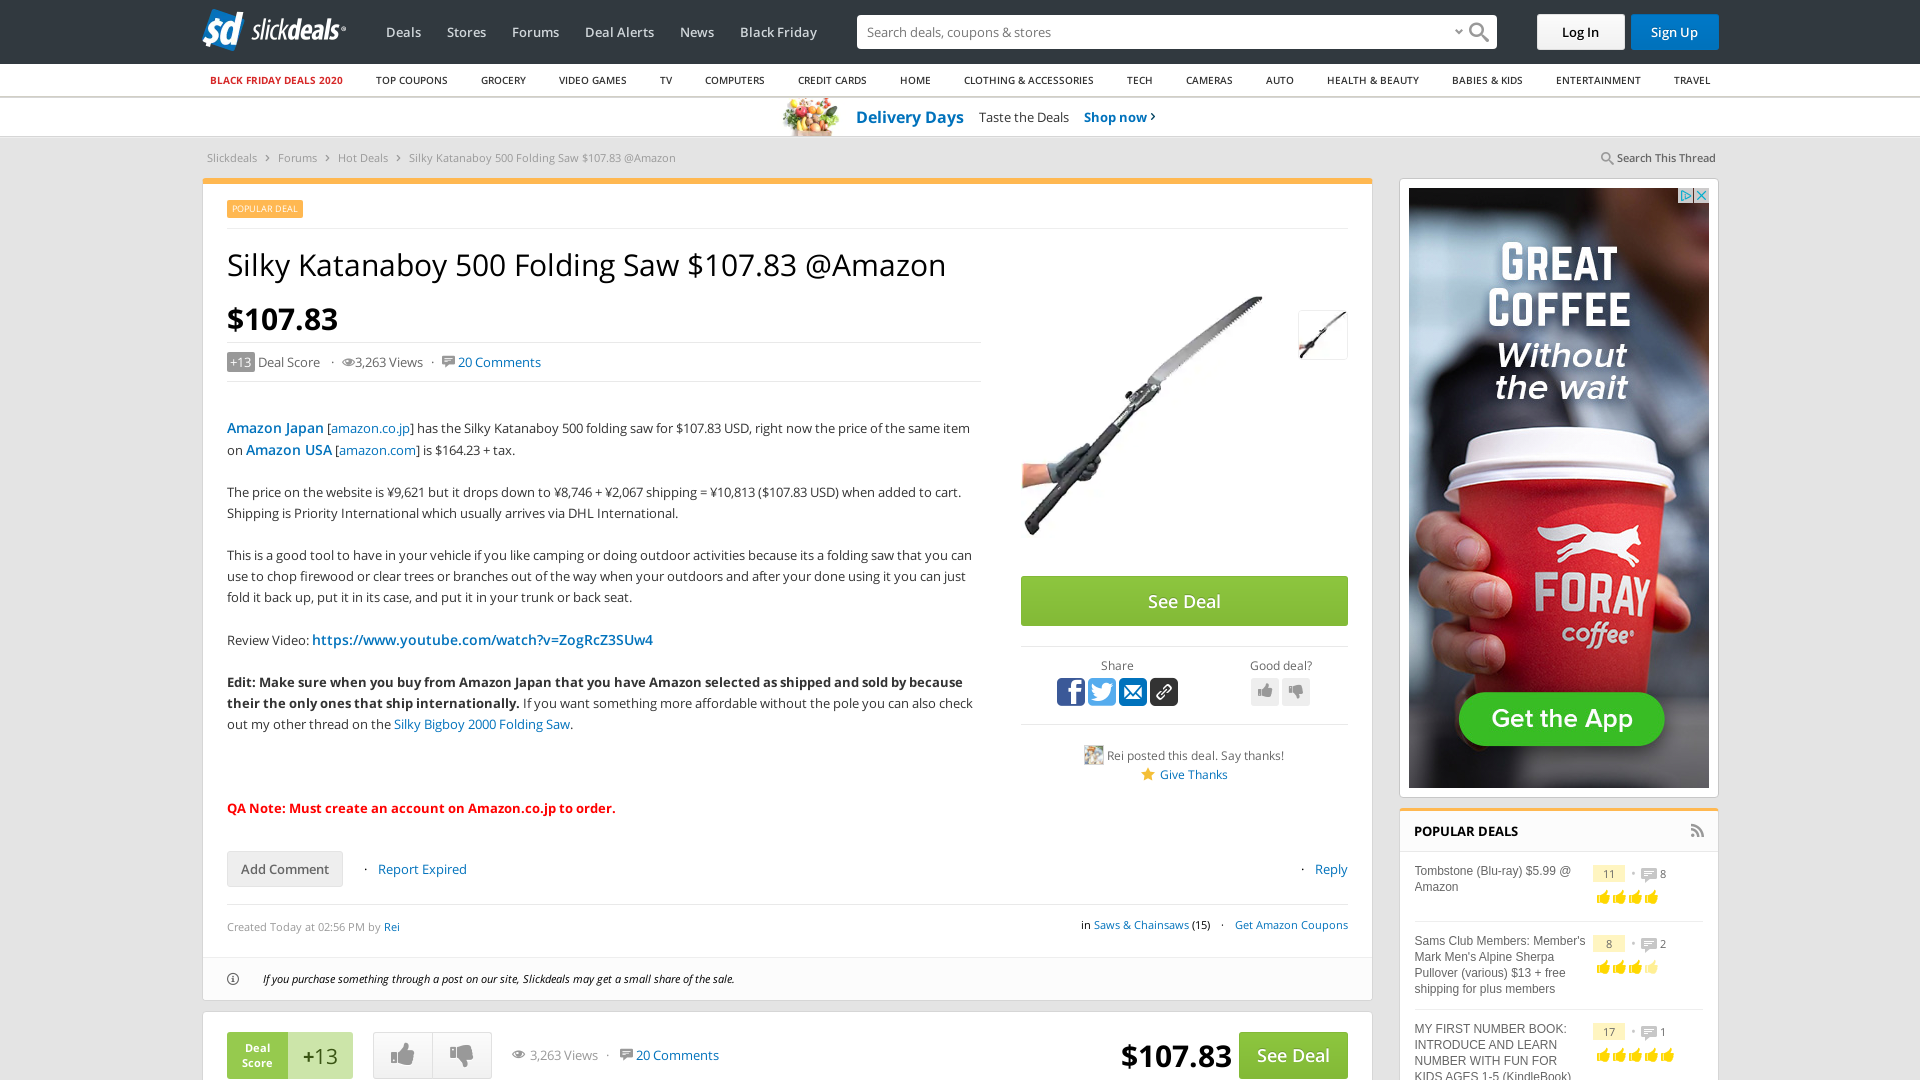 slickdeals
Deals
Stores
Forums
Deal Alerts
News
Black Friday
Search deals, coupons & stores
Log In
Sign Up
BLACK FRIDAY DEALS 2020
TOP COUPONS
GROCERY
VIDEO GAMES
TV
COMPUTERS
CREDIT CARDS
HOME
CLOTHING & ACCESSORIES
TECH
CAMERAS
AUTO
HEALTH & BEAUTY
BABIES & KIDS
ENTERTAINMENT
TRAVEL
Delivery Days Taste the Deals Shop now ›
Slickdeals › Forums › Hot Deals › Silky Katanaboy 500 Folding Saw $107.83 @Amazon
Search This Thread
POPULAR DEAL
Silky Katanaboy 500 Folding Saw $107.83 @Amazon
$107.83
+13 Deal Score · 3,263 Views · 20 Comments
Amazon Japan [amazon.co.jp] has the Silky Katanaboy 500 folding saw for $107.83 USD, right now the price of the same item
on Amazon USA [amazon.com] is $164.23 + tax.
The price on the website is ¥9,621 but it drops down to ¥8,746 + ¥2,067 shipping = ¥10,813 ($107.83 USD) when added to cart.
Shipping is Priority International which usually arrives via DHL International.
This is a good tool to have in your vehicle if you like camping or doing outdoor activities because its a folding saw that you can
use to chop firewood or clear trees or branches out of the way when your outdoors and after your done using it you can just
fold it back up, put it in its case, and put it in your trunk or back seat.
Review Video: https://www.youtube.com/watch?v=ZogRcZ3SUw4
Edit: Make sure when you buy from Amazon Japan that you have Amazon selected as shipped and sold by because
their the only ones that ship internationally. If you want something more affordable without the pole you can also check
out my other thread on the Silky Bigboy 2000 Folding Saw.
QA Note: Must create an account on Amazon.co.jp to order.
See Deal
Share
Good deal?
Rei posted this deal. Say thanks!
Give Thanks
Add Comment · Report Expired
· Reply
Created Today at 02:56 PM by Rei
in Saws & Chainsaws (15) · Get Amazon Coupons
If you purchase something through a post on our site, Slickdeals may get a small share of the sale.
Deal
Score
+13
3,263 Views · 20 Comments
$107.83
See Deal
GREAT
COFFEE
Without
the wait
FORAY
coffee®
Get the App
POPULAR DEALS
Tombstone (Blu-ray) $5.99 @
Amazon
11 · 8
Sams Club Members: Member's
Mark Men's Alpine Sherpa
Pullover (various) $13 + free
shipping for plus members
8 · 2
MY FIRST NUMBER BOOK:
INTRODUCE AND LEARN
NUMBER WITH FUN FOR
KIDS AGES 1-5 (KindleBook)
17 · 1